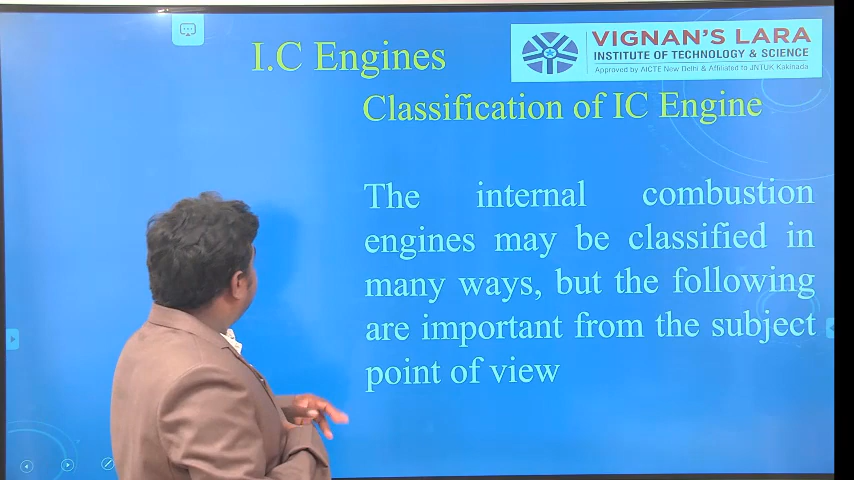 I.C Engines
VIGNAN'S LARA
INSTITUTE OF TECHNOLOGY & SCIENCE
Approved by AICTE New Delhi & Affiliated to JNTUK Kakinada
Classification of IC Engine
The internal combustion
engines may be classified in
many ways, but the following
are important from the subject
point of view